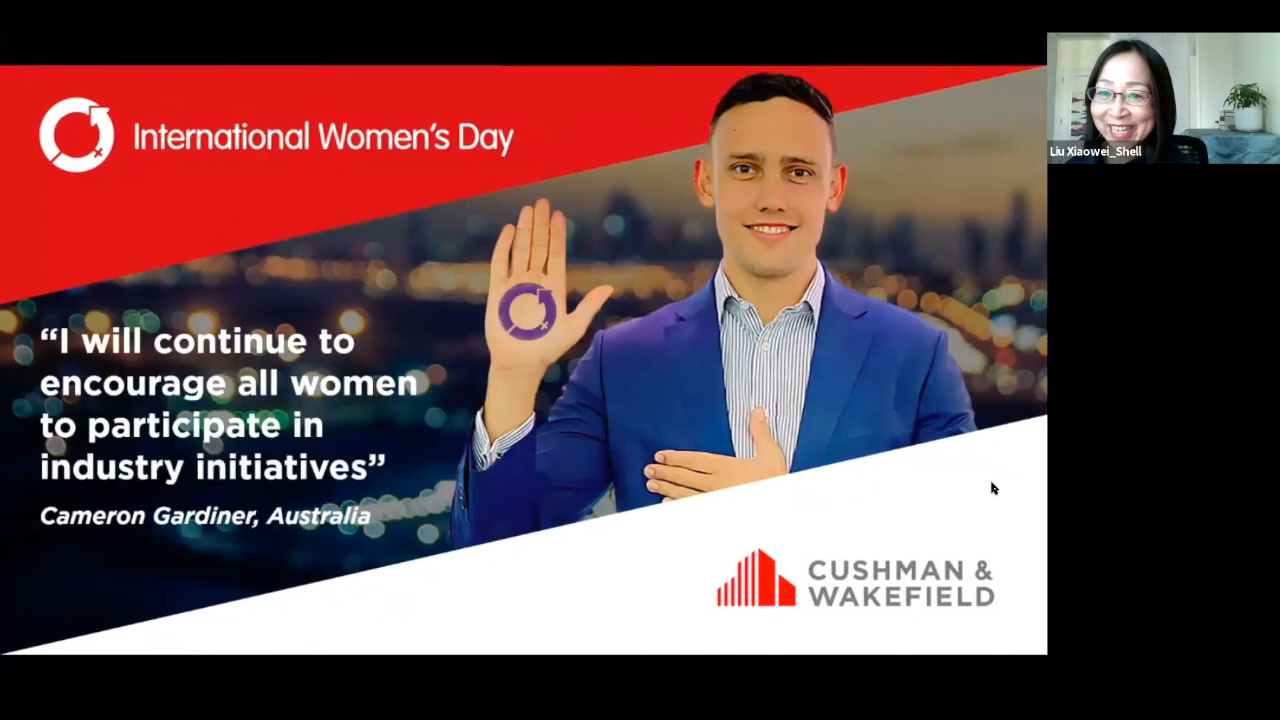 International Women's Day
“I will continue to
encourage all women
to participate in
industry initiatives”
Cameron Gardiner, Australia
CUSHMAN &
WAKEFIELD
Liu Xiaowei_Shell